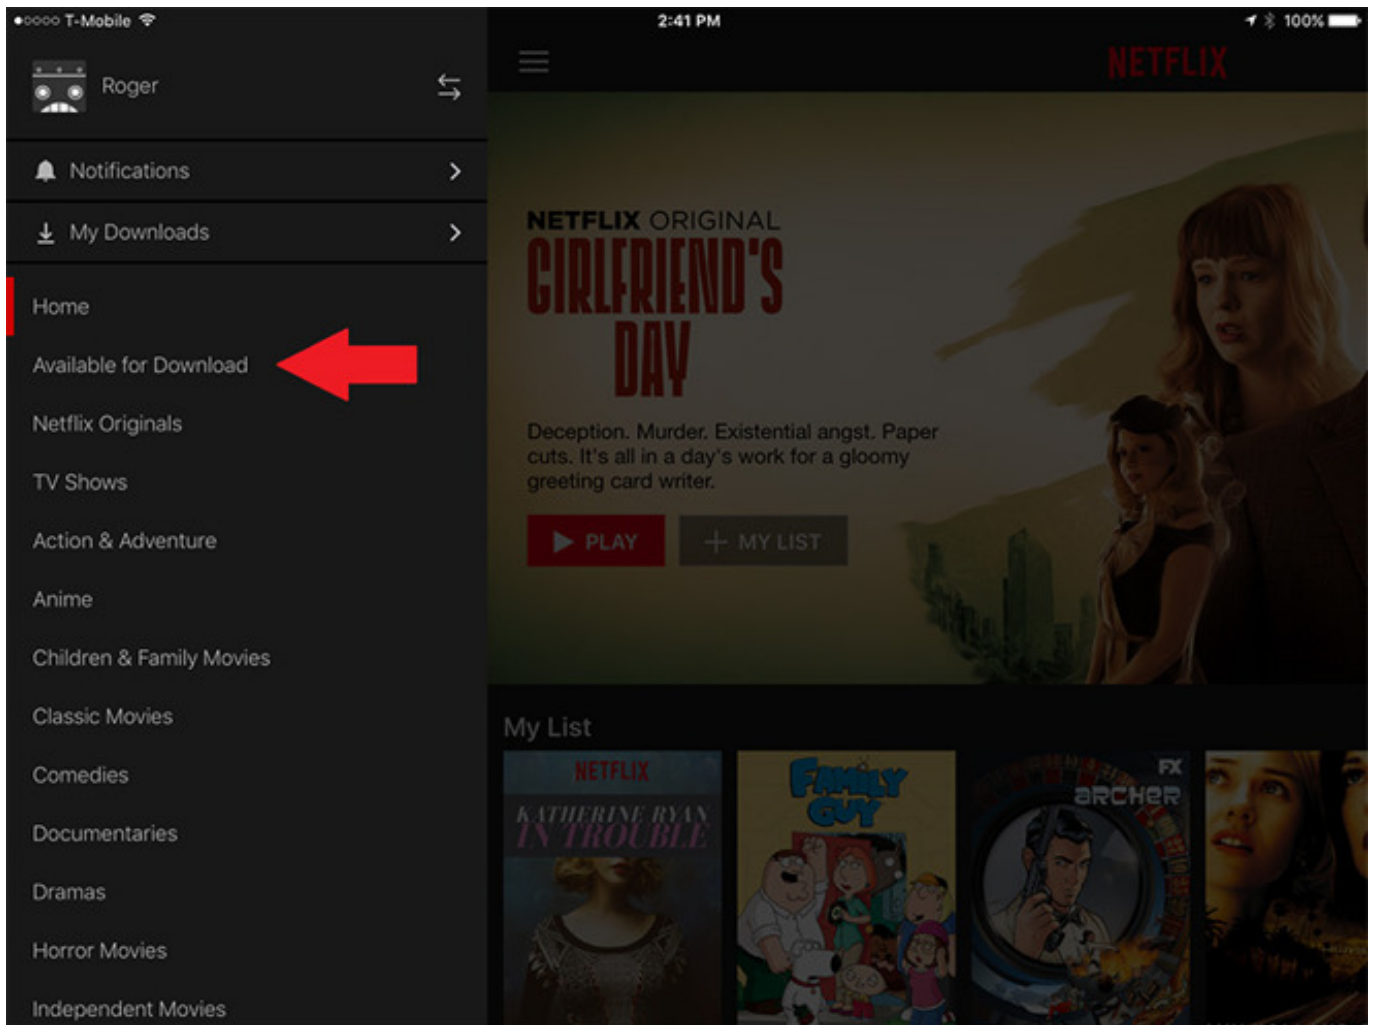 T-Mobile
2:41 PM
100%
Roger
Notifications
My Downloads
Home
Available for Download
Netflix Originals
TV Shows
Action & Adventure
Anime
Children & Family Movies
Classic Movies
Comedies
Documentaries
Dramas
Horror Movies
Independent Movies
NETFLIX
NETFLIX ORIGINAL
GIRLFRIEND'S
DAY
Deception. Murder. Existential angst. Paper
cuts. It's all in a day's work for a gloomy
greeting card writer.
PLAY
MY LIST
My List
NETFLIX
KATHERINE RYAN
IN TROUBLE
FAMILY
GUY
FX
ARCHER